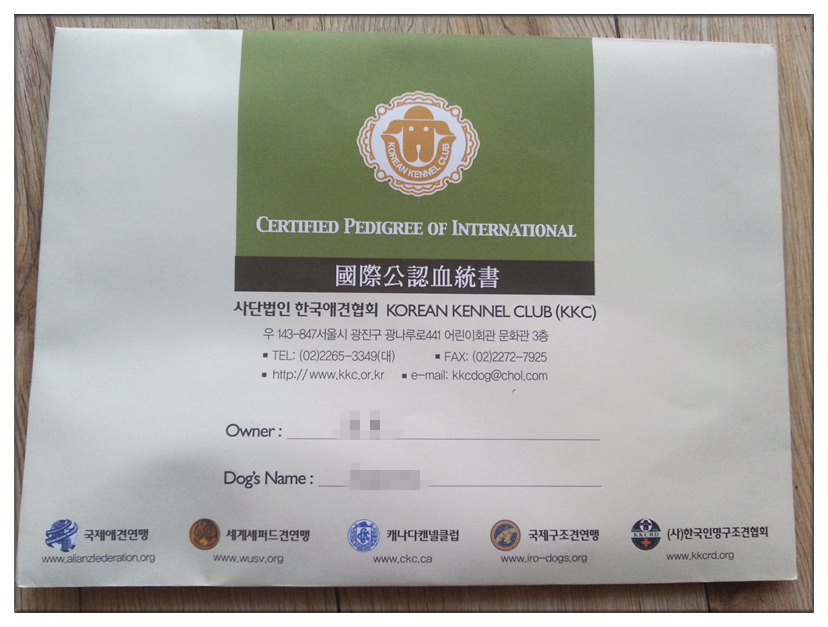 KOREAN KENNEL CLUB
CERTIFIED PEDIGREE OF INTERNATIONAL
國際公認血統書
사단법인 한국애견협회 KOREAN KENNEL CLUB (KKC)
우 143-847서울시 광진구 광나루로441 어린이회관 문화관 3층
▪ TEL: (02)2265-3349(대) ▪ FAX: (02)2272-7925
▪ http://www.kkc.or.kr ▪ e-mail: kkcdog@chol.com
Owner :
Dog's Name :
국제애견연맹 세계세퍼드견연맹 캐나다캔넬클럽 국제구조견연맹 KKCRD (사)한국인명구조견협회
www.alianzfederation.org www.wusv.org www.ckc.ca www.iro-dogs.org www.kkcrd.org